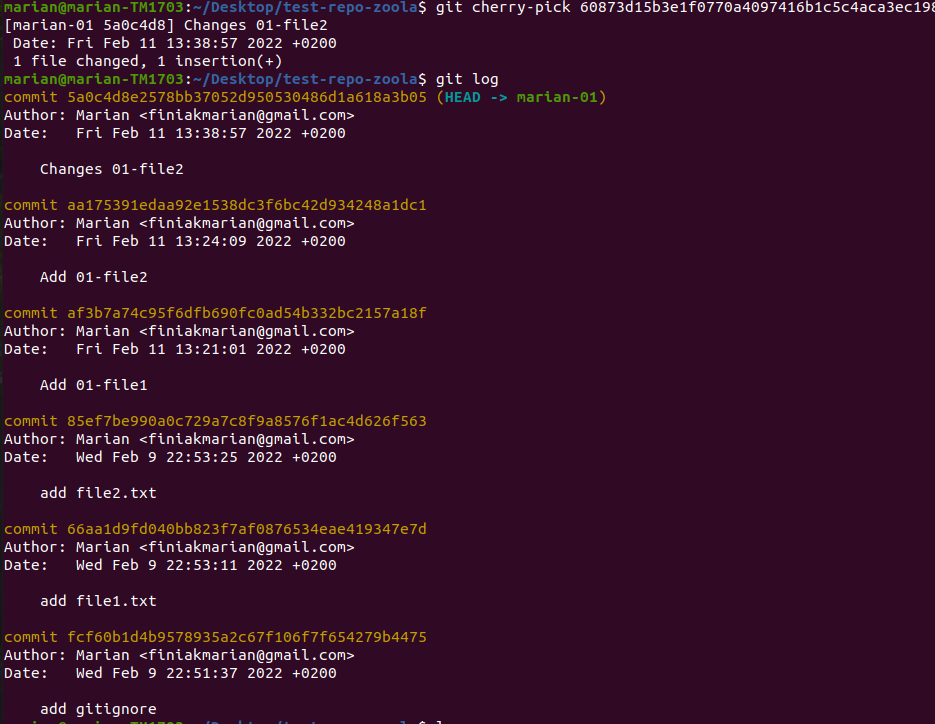 marian@marian-TM1703:~/Desktop/test-repo-zoola$ git cherry-pick 60873d15b3e1f0770a4097416b1c5c4aca3ec198
[marian-01 5a0c4d8] Changes 01-file2
Date: Fri Feb 11 13:38:57 2022 +0200
1 file changed, 1 insertion(+)
marian@marian-TM1703:~/Desktop/test-repo-zoola$ git log
commit 5a0c4d8e2578bb37052d950530486d1a618a3b05 (HEAD -> marian-01)
Author: Marian <finiakmarian@gmail.com>
Date:   Fri Feb 11 13:38:57 2022 +0200
Changes 01-file2
commit aa175391edaa92e1538dc3f6bc42d934248a1dc1
Author: Marian <finiakmarian@gmail.com>
Date:   Fri Feb 11 13:24:09 2022 +0200
Add 01-file2
commit af3b7a74c95f6dfb690fc0ad54b332bc2157a18f
Author: Marian <finiakmarian@gmail.com>
Date:   Fri Feb 11 13:21:01 2022 +0200
Add 01-file1
commit 85ef7be990a0c729a7c8f9a8576f1ac4d626f563
Author: Marian <finiakmarian@gmail.com>
Date:   Wed Feb 9 22:53:25 2022 +0200
add file2.txt
commit 66aa1d9fd040bb823f7af0876534eae419347e7d
Author: Marian <finiakmarian@gmail.com>
Date:   Wed Feb 9 22:53:11 2022 +0200
add file1.txt
commit fcf60b1d4b9578935a2c67f106f7f654279b4475
Author: Marian <finiakmarian@gmail.com>
Date:   Wed Feb 9 22:51:37 2022 +0200
add gitignore